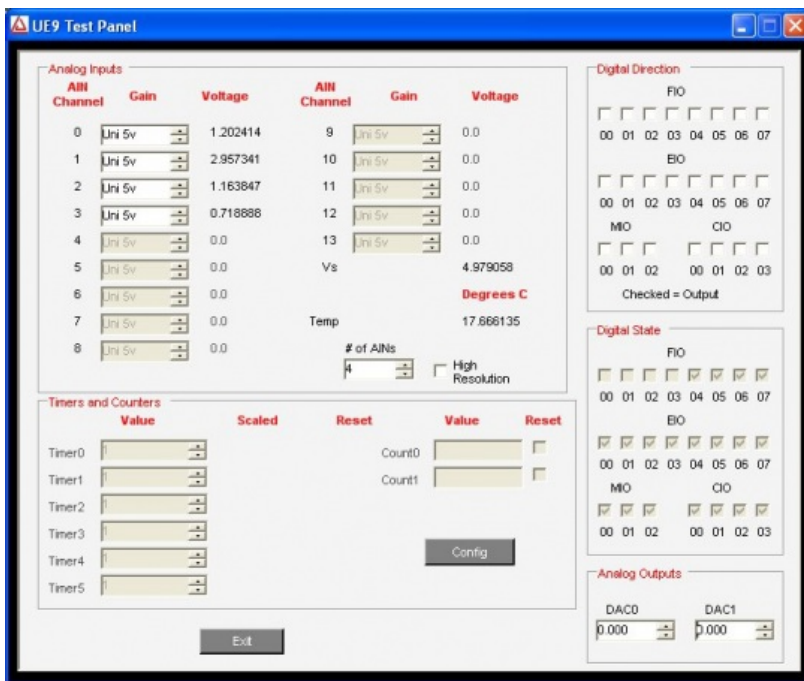 UE9 Test Panel
Analog Inputs
AIN Channel Gain Voltage AIN Channel Gain Voltage
0 Uni 5v 1.202414 9 Uni 5v 0.0
1 Uni 5v 2.957341 10 Uni 5v 0.0
2 Uni 5v 1.163847 11 Uni 5v 0.0
3 Uni 5v 0.718888 12 Uni 5v 0.0
4 Uni 5v 0.0 13 Uni 5v 0.0
5 Uni 5v 0.0 Vs 4.979058
6 Uni 5v 0.0 Degrees C
7 Uni 5v 0.0 Temp 17.666135
8 Uni 5v 0.0 # of AINs
4 High Resolution
Timers and Counters
Value Scaled Reset Value Reset
Timer0 1 Count0
Timer1 1 Count1
Timer2 1
Timer3 1
Timer4 1 Config
Timer5 1
Exit
Digital Direction
FIO
00 01 02 03 04 05 06 07
EIO
00 01 02 03 04 05 06 07
MIO CIO
00 01 02 00 01 02 03
Checked = Output
Digital State
FIO
00 01 02 03 04 05 06 07
EIO
00 01 02 03 04 05 06 07
MIO CIO
00 01 02 00 01 02 03
Analog Outputs
DAC0 DAC1
0.000 0.000